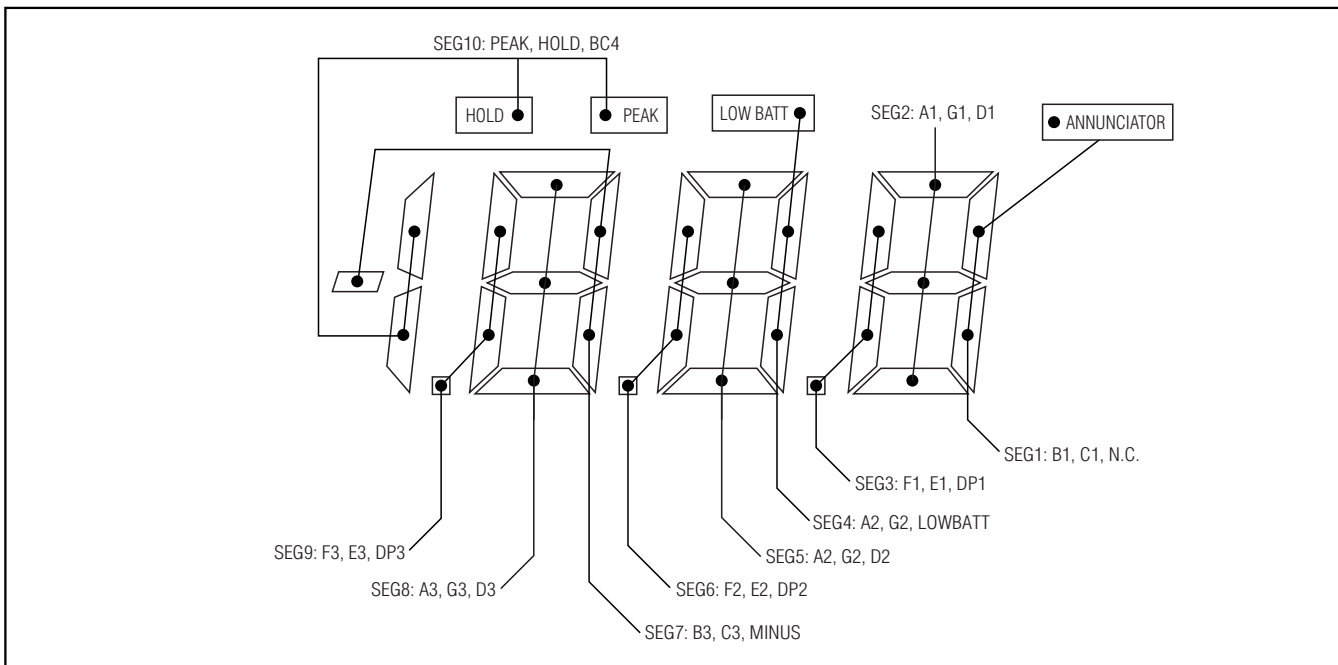 SEG10: PEAK, HOLD, BC4
HOLD
PEAK
LOW BATT
SEG2: A1, G1, D1
ANNUNCIATOR
SEG1: B1, C1, N.C.
SEG3: F1, E1, DP1
SEG4: A2, G2, LOWBATT
SEG9: F3, E3, DP3
SEG5: A2, G2, D2
SEG8: A3, G3, D3
SEG6: F2, E2, DP2
SEG7: B3, C3, MINUS